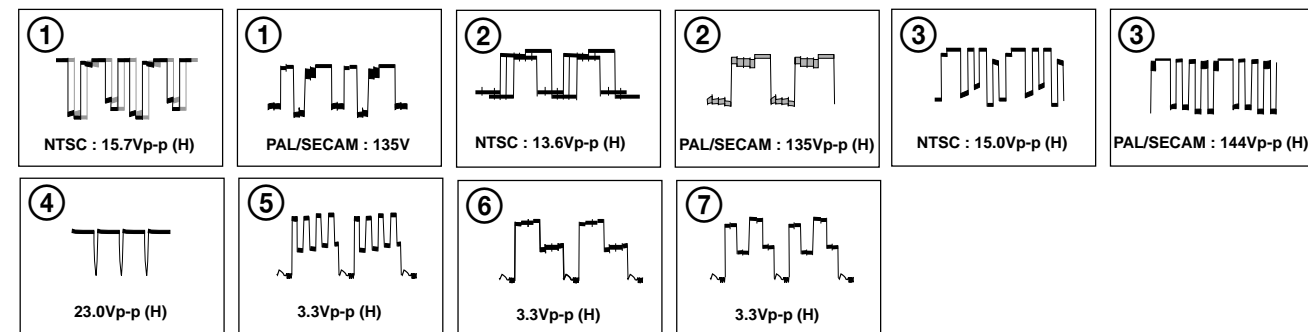 1
NTSC : 15.7Vp-p (H)
1
PAL/SECAM : 135V
2
NTSC : 13.6Vp-p (H)
2
PAL/SECAM : 135Vp-p (H)
3
NTSC : 15.0Vp-p (H)
3
PAL/SECAM : 144Vp-p (H)
4
23.0Vp-p (H)
5
3.3Vp-p (H)
6
3.3Vp-p (H)
7
3.3Vp-p (H)